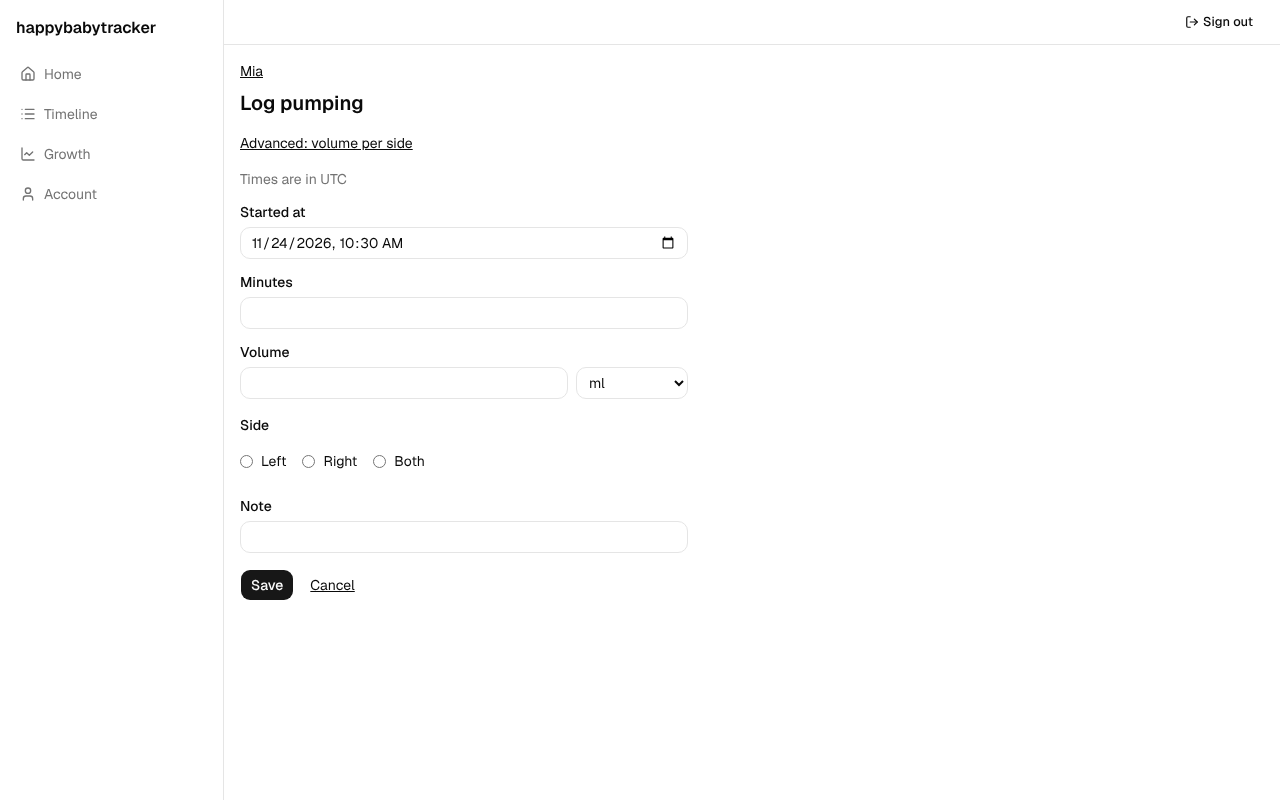 happybabytracker
Home
Timeline
Growth
Account
Sign out
Mia
Log pumping
Advanced: volume per side
Times are in UTC
Started at
11/24/2026, 10:30 AM
Minutes
Volume
ml
Side
Left Right Both
Note
Save Cancel